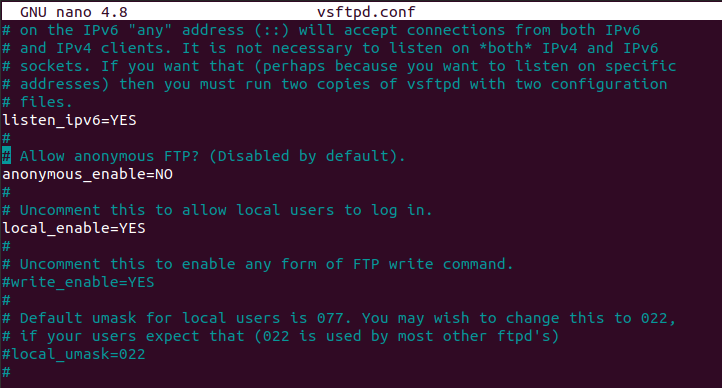 GNU nano 4.8 vsftpd.conf
# on the IPv6 "any" address (::) will accept connections from both IPv6
# and IPv4 clients. It is not necessary to listen on *both* IPv4 and IPv6
# sockets. If you want that (perhaps because you want to listen on specific
# addresses) then you must run two copies of vsftpd with two configuration
# files.
listen_ipv6=YES
#
# Allow anonymous FTP? (Disabled by default).
anonymous_enable=NO
#
# Uncomment this to allow local users to log in.
local_enable=YES
#
# Uncomment this to enable any form of FTP write command.
#write_enable=YES
#
# Default umask for local users is 077. You may wish to change this to 022,
# if your users expect that (022 is used by most other ftpd's)
#local_umask=022
#